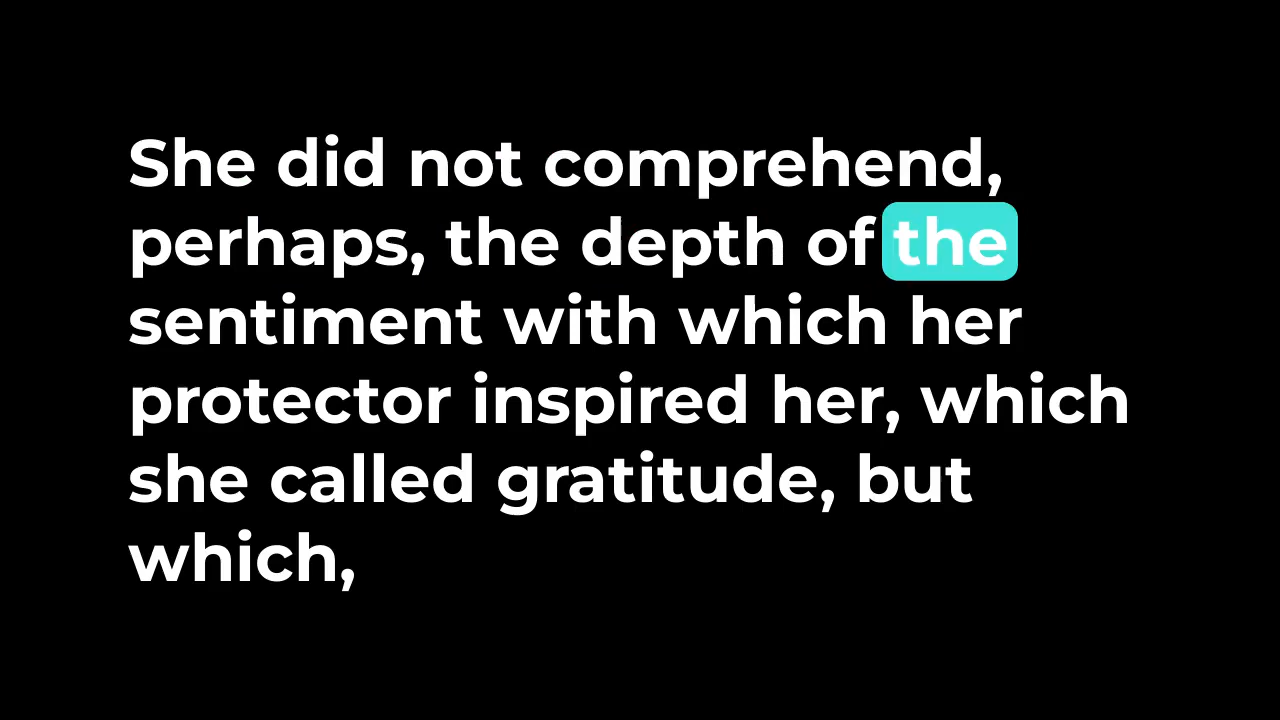 She did not comprehend,
perhaps, the depth of the
sentiment with which her
protector inspired her, which
she called gratitude, but
which,